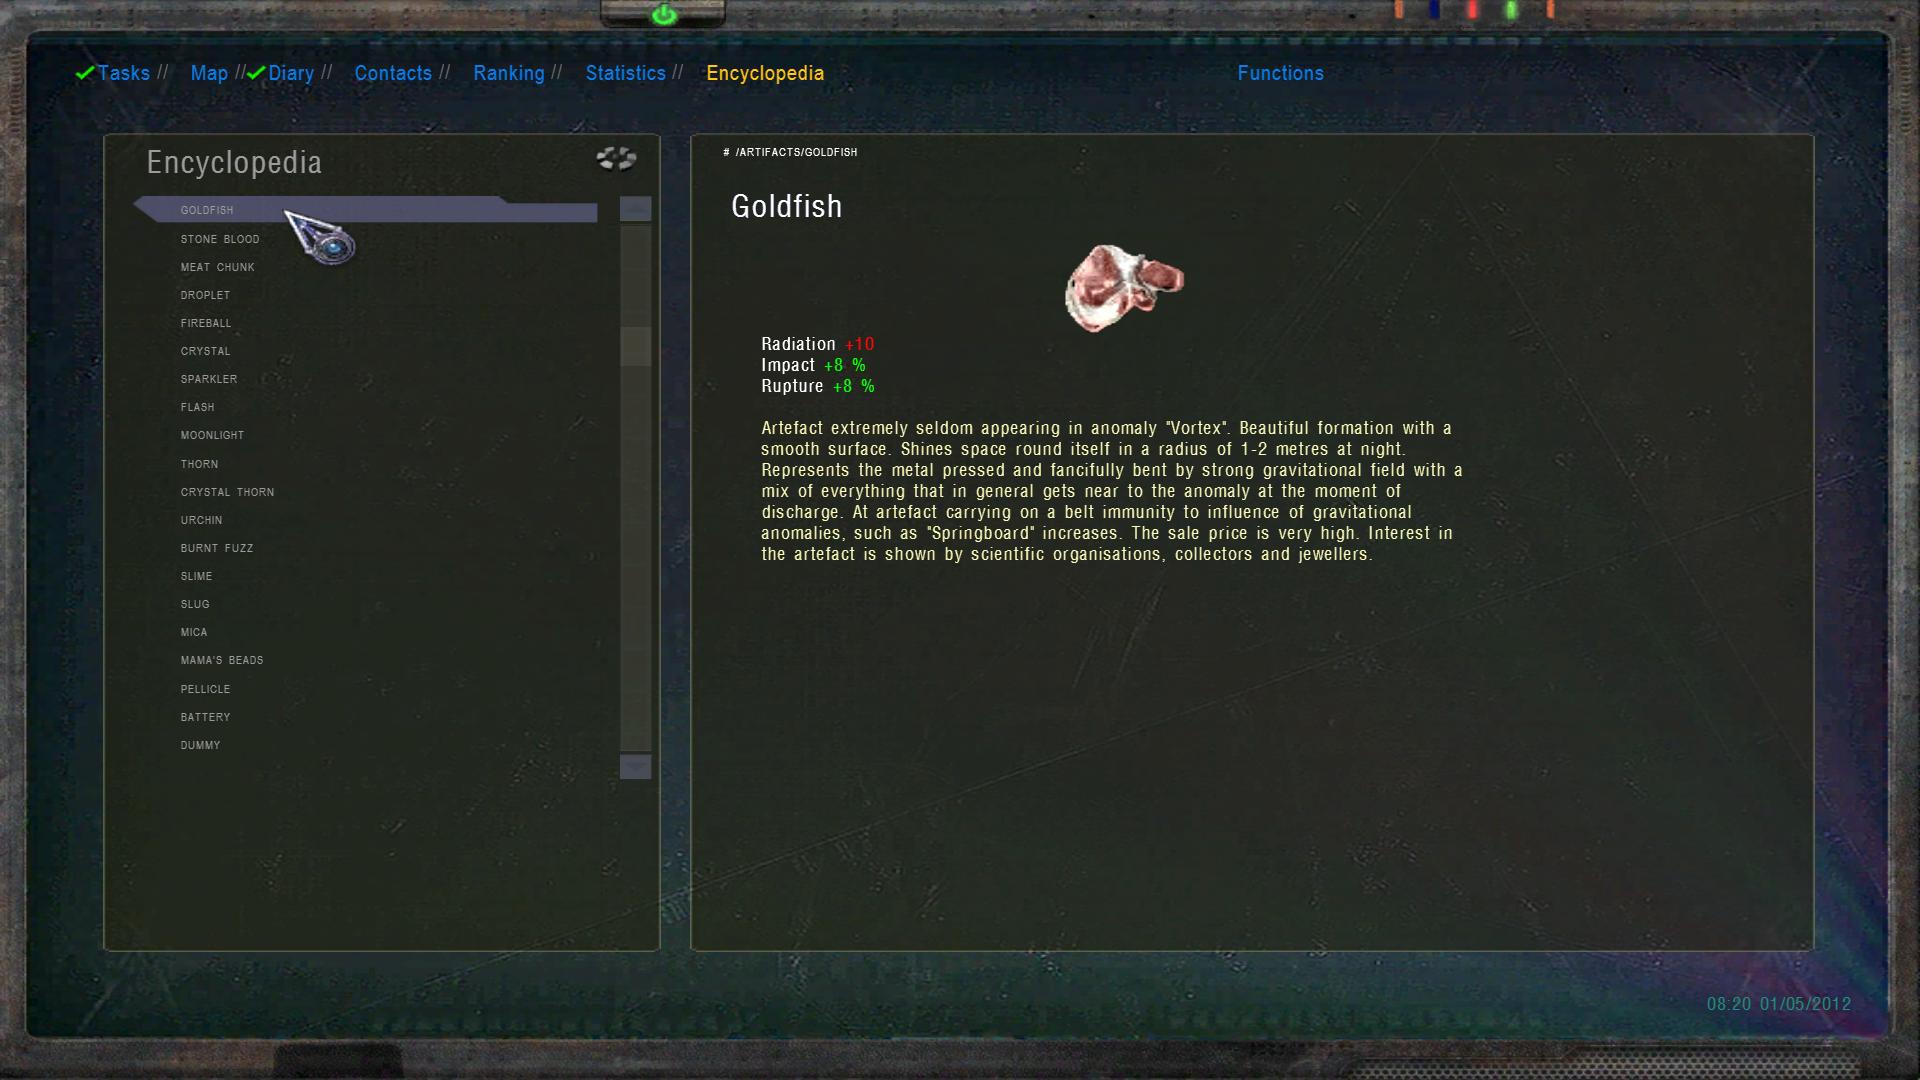 Tasks // Map // Diary // Contacts // Ranking // Statistics // Encyclopedia Functions
Encyclopedia
GOLDFISH
STONE BLOOD
MEAT CHUNK
DROPLET
FIREBALL
CRYSTAL
SPARKLER
FLASH
MOONLIGHT
THORN
CRYSTAL THORN
URCHIN
BURNT FUZZ
SLIME
SLUG
MICA
MAMA'S BEADS
PELLICLE
BATTERY
DUMMY
# /ARTIFACTS/GOLDFISH
Goldfish
Radiation +10
Impact +8 %
Rupture +8 %
Artefact extremely seldom appearing in anomaly "Vortex". Beautiful formation with a
smooth surface. Shines space round itself in a radius of 1-2 metres at night.
Represents the metal pressed and fancifully bent by strong gravitational field with a
mix of everything that in general gets near to the anomaly at the moment of
discharge. At artefact carrying on a belt immunity to influence of gravitational
anomalies, such as "Springboard" increases. The sale price is very high. Interest in
the artefact is shown by scientific organisations, collectors and jewellers.
08:20 01/05/2012